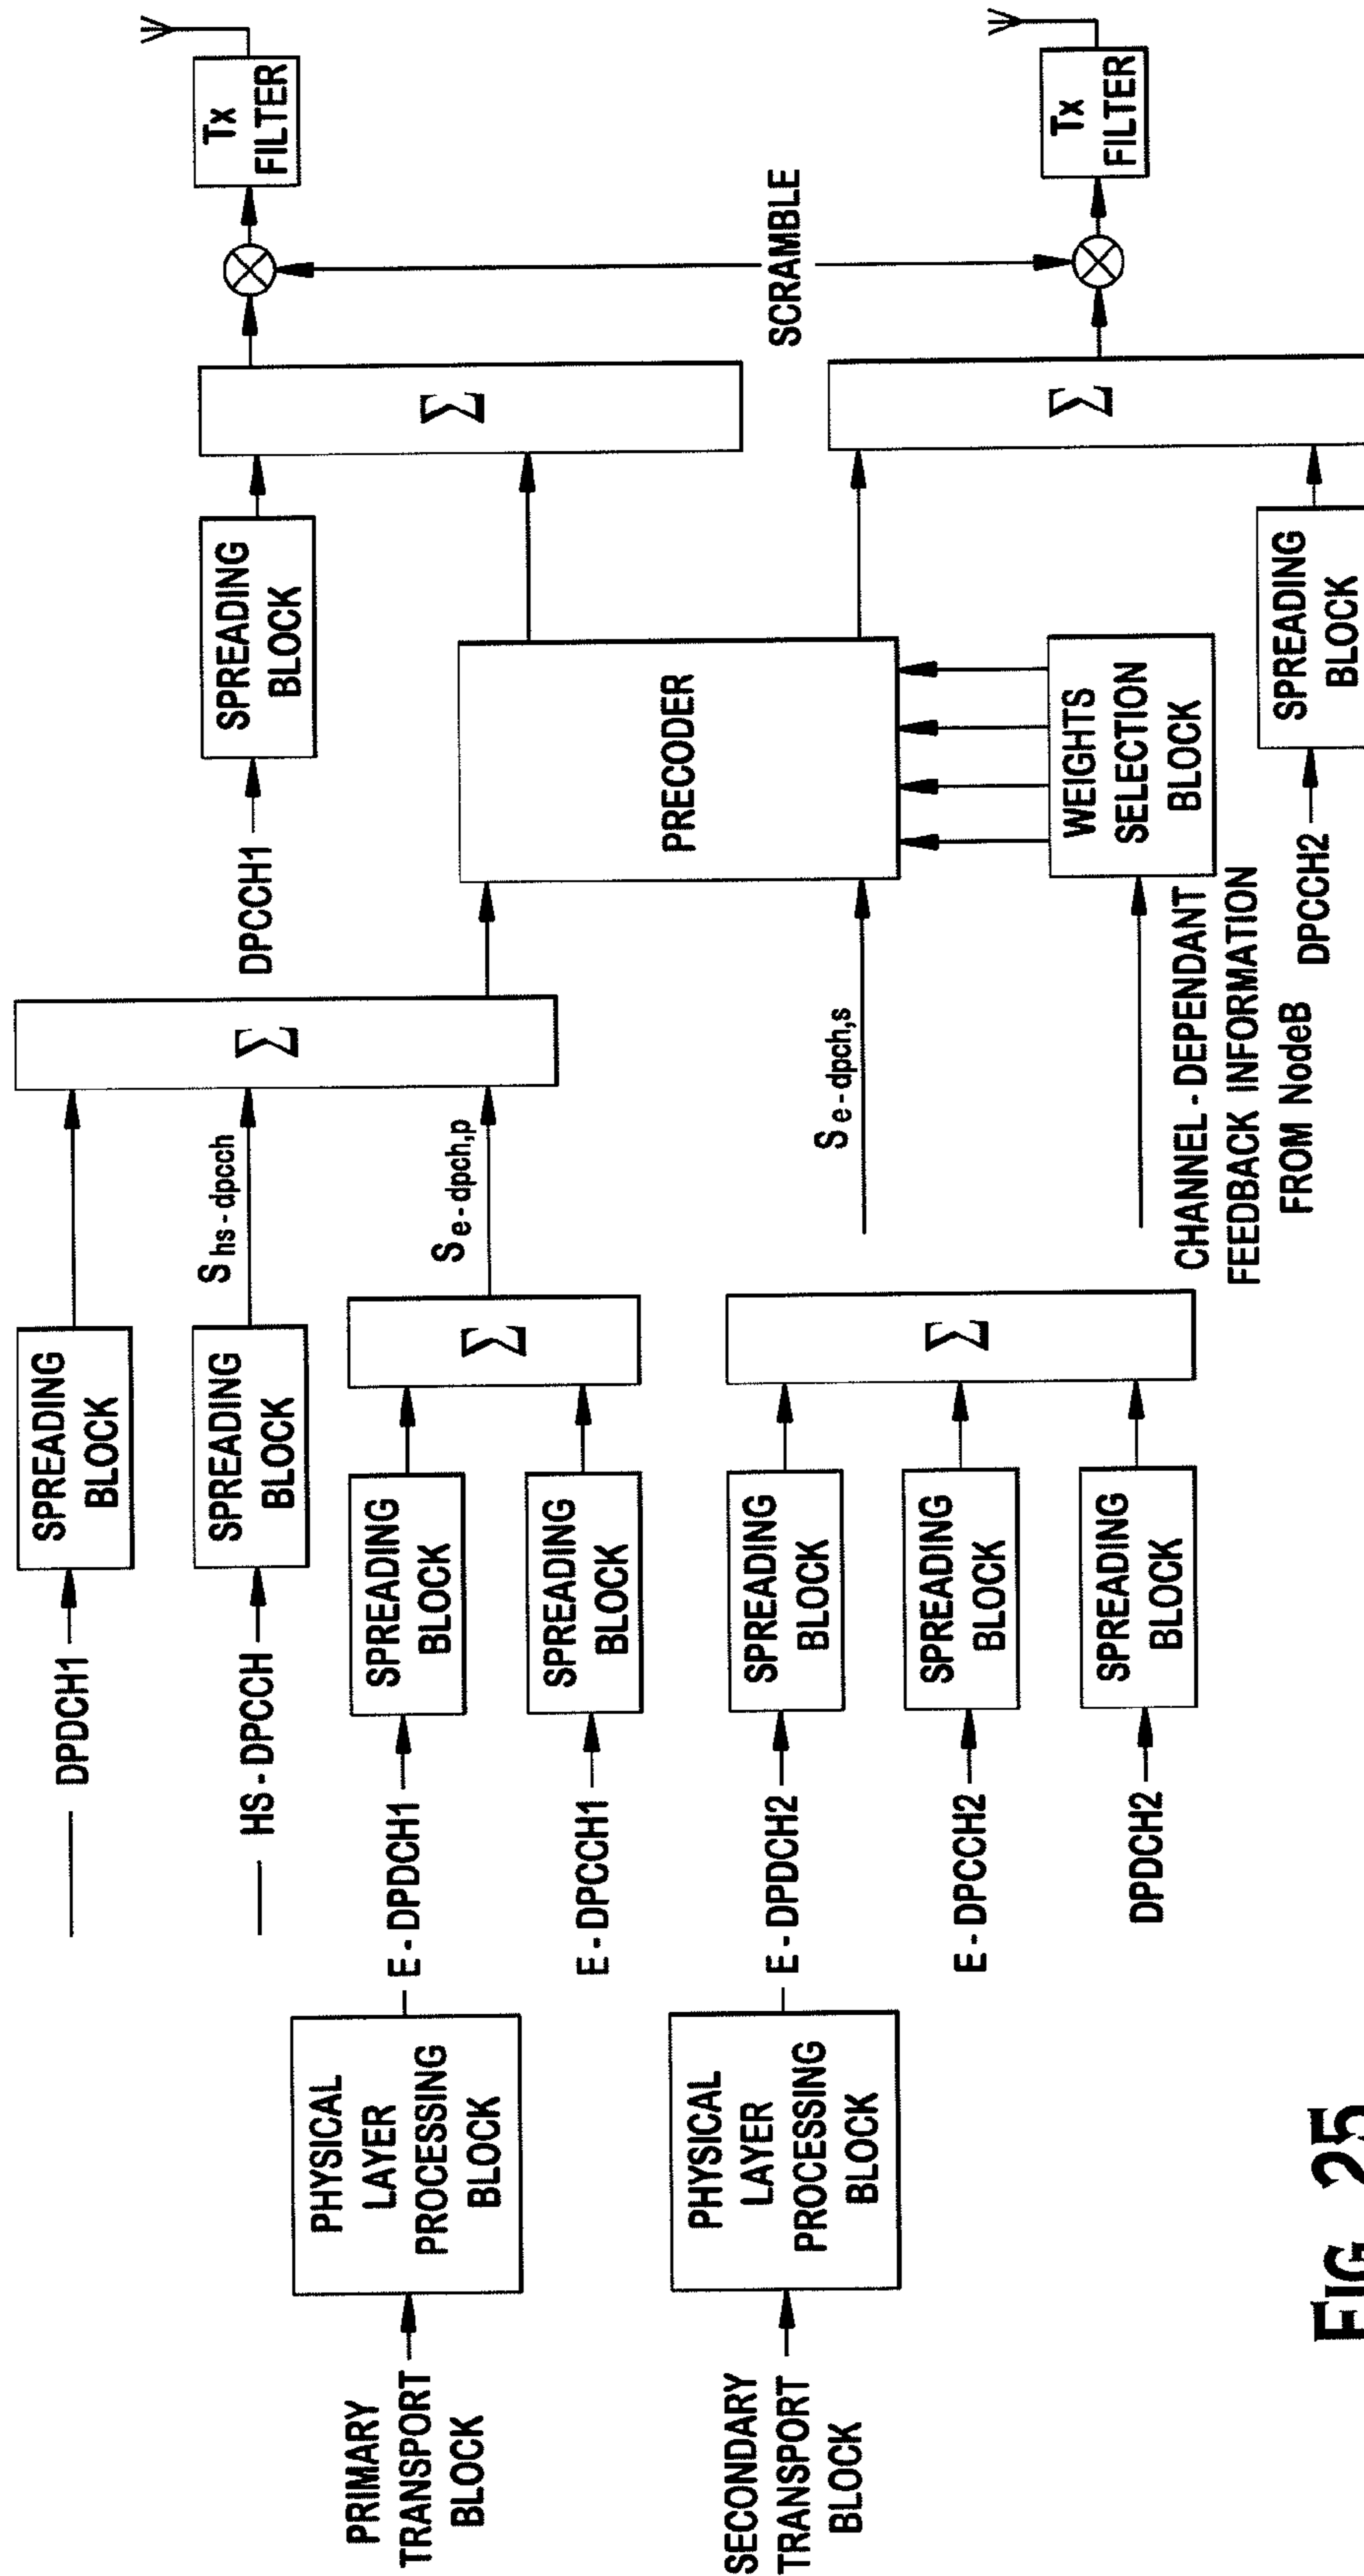 DPDCH1
SPREADING
BLOCK
HS - DPCCH
SPREADING
BLOCK
S hs - dpcch
Σ
DPCCH1
SPREADING
BLOCK
Σ
Tx
FILTER
PRIMARY
TRANSPORT
BLOCK
PHYSICAL
LAYER
PROCESSING
BLOCK
E - DPDCH1
SPREADING
BLOCK
E - DPCCH1
SPREADING
BLOCK
Σ
S e - dpch,p
PRECODER
SCRAMBLE
SECONDARY
TRANSPORT
BLOCK
PHYSICAL
LAYER
PROCESSING
BLOCK
E - DPDCH2
SPREADING
BLOCK
E - DPCCH2
SPREADING
BLOCK
DPDCH2
SPREADING
BLOCK
Σ
S e - dpch,s
WEIGHTS
SELECTION
BLOCK
CHANNEL - DEPENDANT
FEEDBACK INFORMATION
FROM NodeB
DPCCH2
SPREADING
BLOCK
Σ
Tx
FILTER
FIG. 25